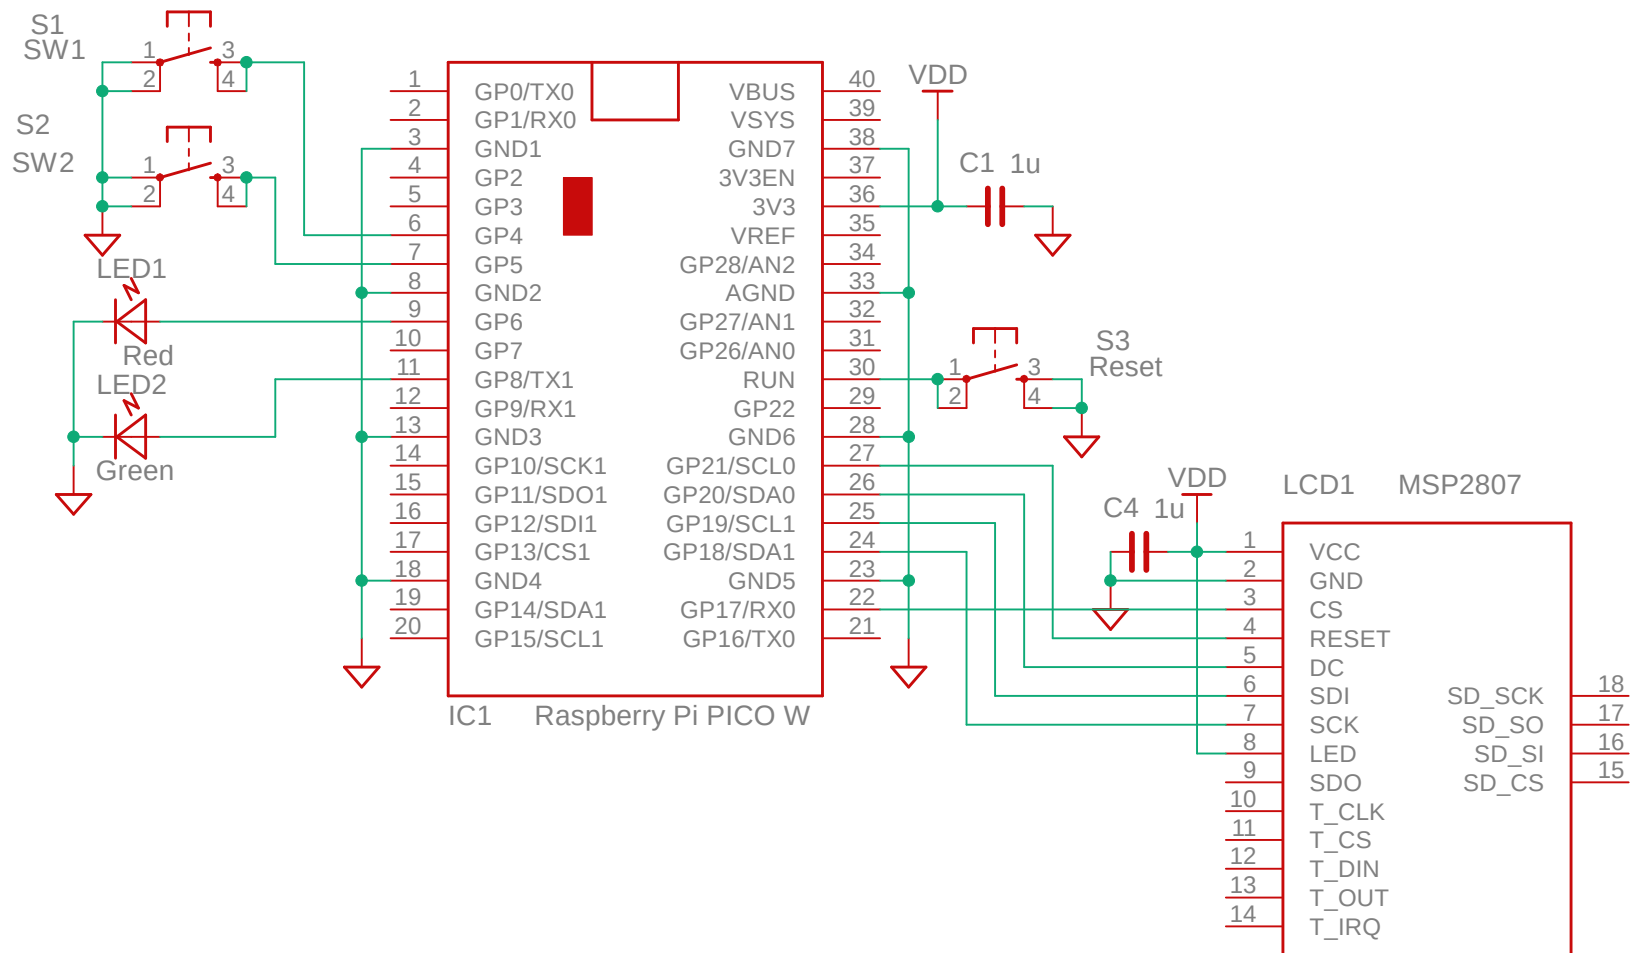 S1
SW1
1 3
2 4
S2
SW2
1 3
2 4
LED1
Red
LED2
Green
1 GP0/TX0 VBUS 40
2 GP1/RX0 VSYS 39
3 GND1 GND7 38
4 GP2 3V3EN 37
5 GP3 3V3 36
6 GP4 VREF 35
7 GP5 GP28/AN2 34
8 GND2 AGND 33
9 GP6 GP27/AN1 32
10 GP7 GP26/AN0 31
11 GP8/TX1 RUN 30
12 GP9/RX1 GP22 29
13 GND3 GND6 28
14 GP10/SCK1 GP21/SCL0 27
15 GP11/SDO1 GP20/SDA0 26
16 GP12/SDI1 GP19/SCL1 25
17 GP13/CS1 GP18/SDA1 24
18 GND4 GND5 23
19 GP14/SDA1 GP17/RX0 22
20 GP15/SCL1 GP16/TX0 21
IC1 Raspberry Pi PICO W
VDD
C1 1u
S3
Reset
1 3
2 4
VDD
C4 1u
LCD1 MSP2807
1 VCC
2 GND
3 CS
4 RESET
5 DC
6 SDI SD_SCK 18
7 SCK SD_SO 17
8 LED SD_SI 16
9 SDO SD_CS 15
10 T_CLK
11 T_CS
12 T_DIN
13 T_OUT
14 T_IRQ